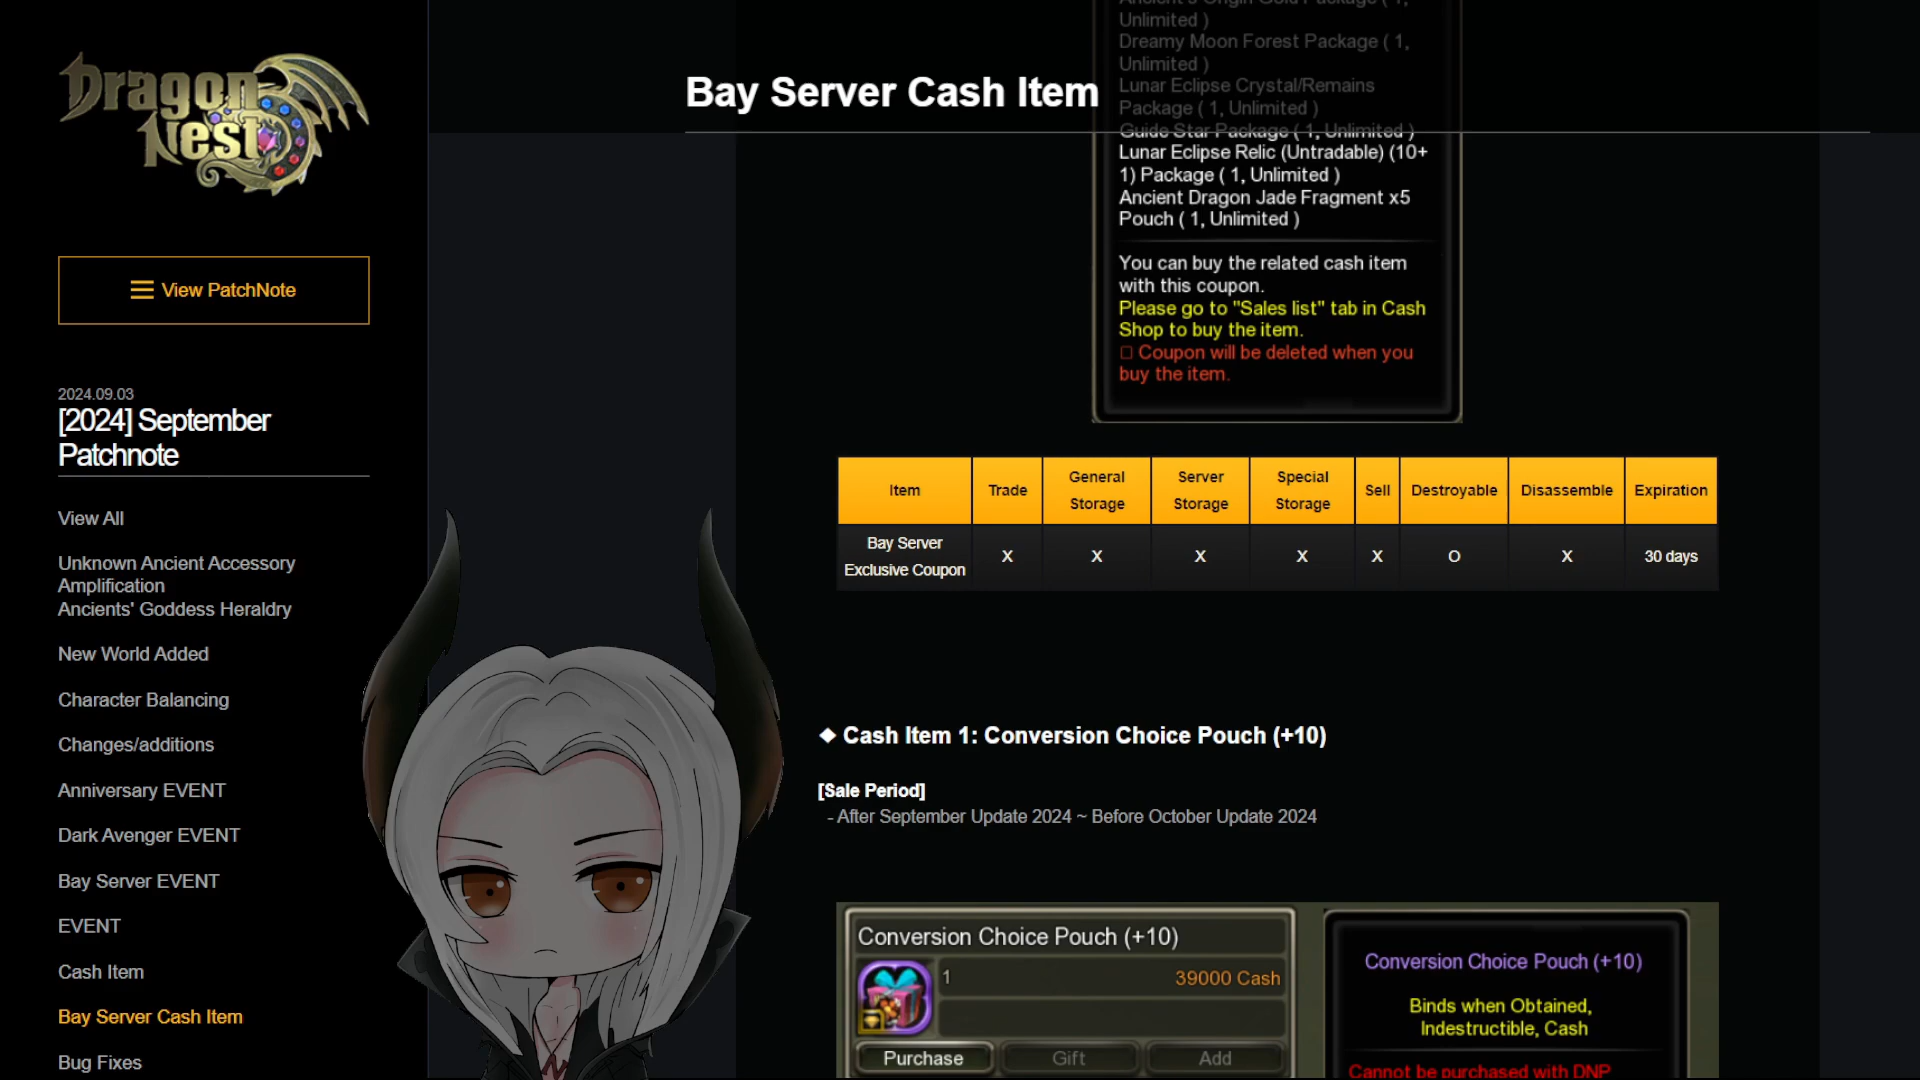 Dragon
Nest
View PatchNote
2024.09.03
[2024] September
Patchnote
View All
Unknown Ancient Accessory
Amplification
Ancients' Goddess Heraldry
New World Added
Character Balancing
Changes/additions
Anniversary EVENT
Dark Avenger EVENT
Bay Server EVENT
EVENT
Cash Item
Bay Server Cash Item
Bug Fixes
Bay Server Cash Item
Ancient's Origin Gold Package ( 1,
Unlimited )
Dreamy Moon Forest Package ( 1,
Unlimited )
Lunar Eclipse Crystal/Remains
Package ( 1, Unlimited )
Guide Star Package ( 1, Unlimited )
Lunar Eclipse Relic (Untradable) (10+
1) Package ( 1, Unlimited )
Ancient Dragon Jade Fragment x5
Pouch ( 1, Unlimited )
You can buy the related cash item
with this coupon.
Please go to "Sales list" tab in Cash
Shop to buy the item.
□ Coupon will be deleted when you
buy the item.
Item Trade General Storage Server Storage Special Storage Sell Destroyable Disassemble Expiration
Bay Server Exclusive Coupon X X X X X O X 30 days
❖ Cash Item 1: Conversion Choice Pouch (+10)
[Sale Period]
- After September Update 2024 ~ Before October Update 2024
Conversion Choice Pouch (+10)
1 39000 Cash
Purchase Gift Add
Conversion Choice Pouch (+10)
Binds when Obtained,
Indestructible, Cash
Cannot be purchased with DNP